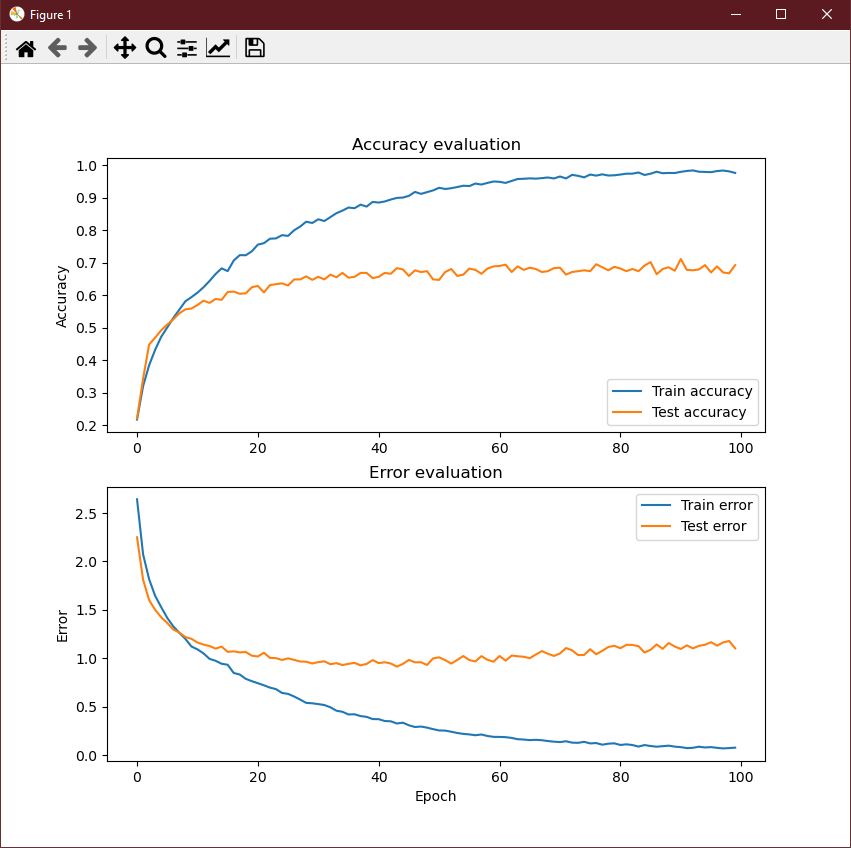 Figure 1
Accuracy evaluation
1.0
0.9
0.8
0.7
0.6
0.5
0.4
0.3
0.2
Accuracy
Train accuracy
Test accuracy
0 20 40 60 80 100
Error evaluation
2.5
2.0
1.5
1.0
0.5
0.0
Error
Train error
Test error
0 20 40 60 80 100
Epoch